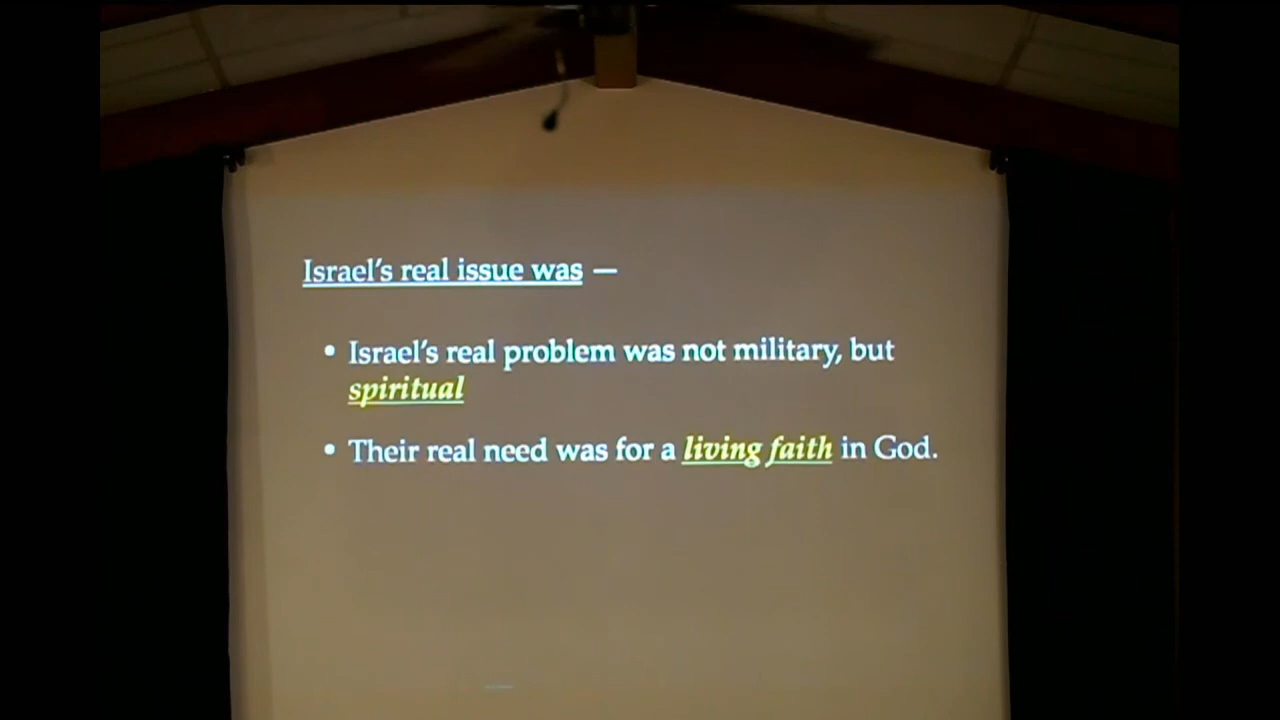 Israel’s real issue was —
• Israel’s real problem was not military, but
spiritual
• Their real need was for a living faith in God.